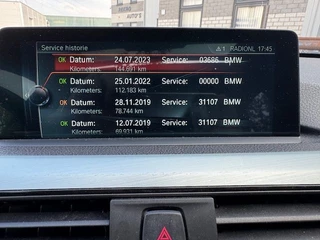 Service historie 1 RADIONL 17:45
OK Datum: 24.07.2023 Service: 03686 BMW
Kilometers: 144.691 km
OK Datum: 25.01.2022 Service: 00000 BMW
Kilometers: 112.183 km
OK Datum: 28.11.2019 Service: 31107 BMW
Kilometers: 78.744 km
OK Datum: 12.07.2019 Service: 31107 BMW
Kilometers: 69.931 km